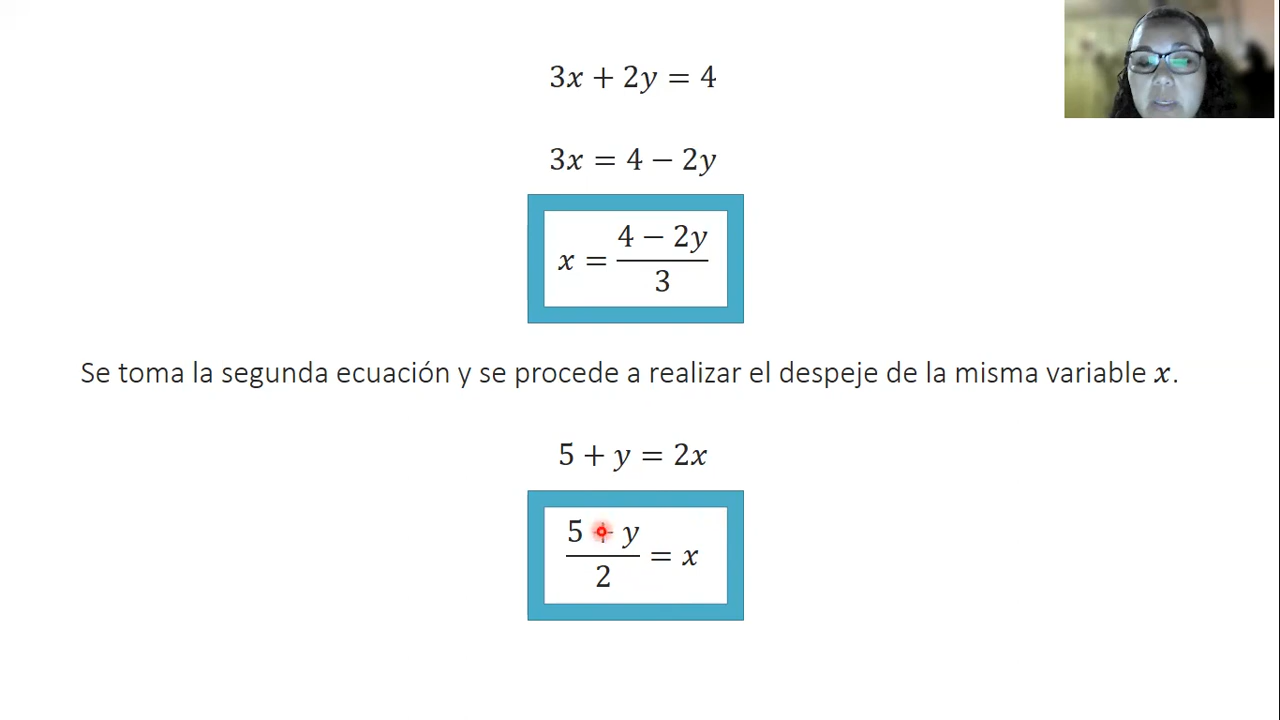 3x + 2y = 4
3x = 4 − 2y
x = (4 − 2y)/3
Se toma la segunda ecuación y se procede a realizar el despeje de la misma variable x.
5 + y = 2x
(5 + y)/2 = x